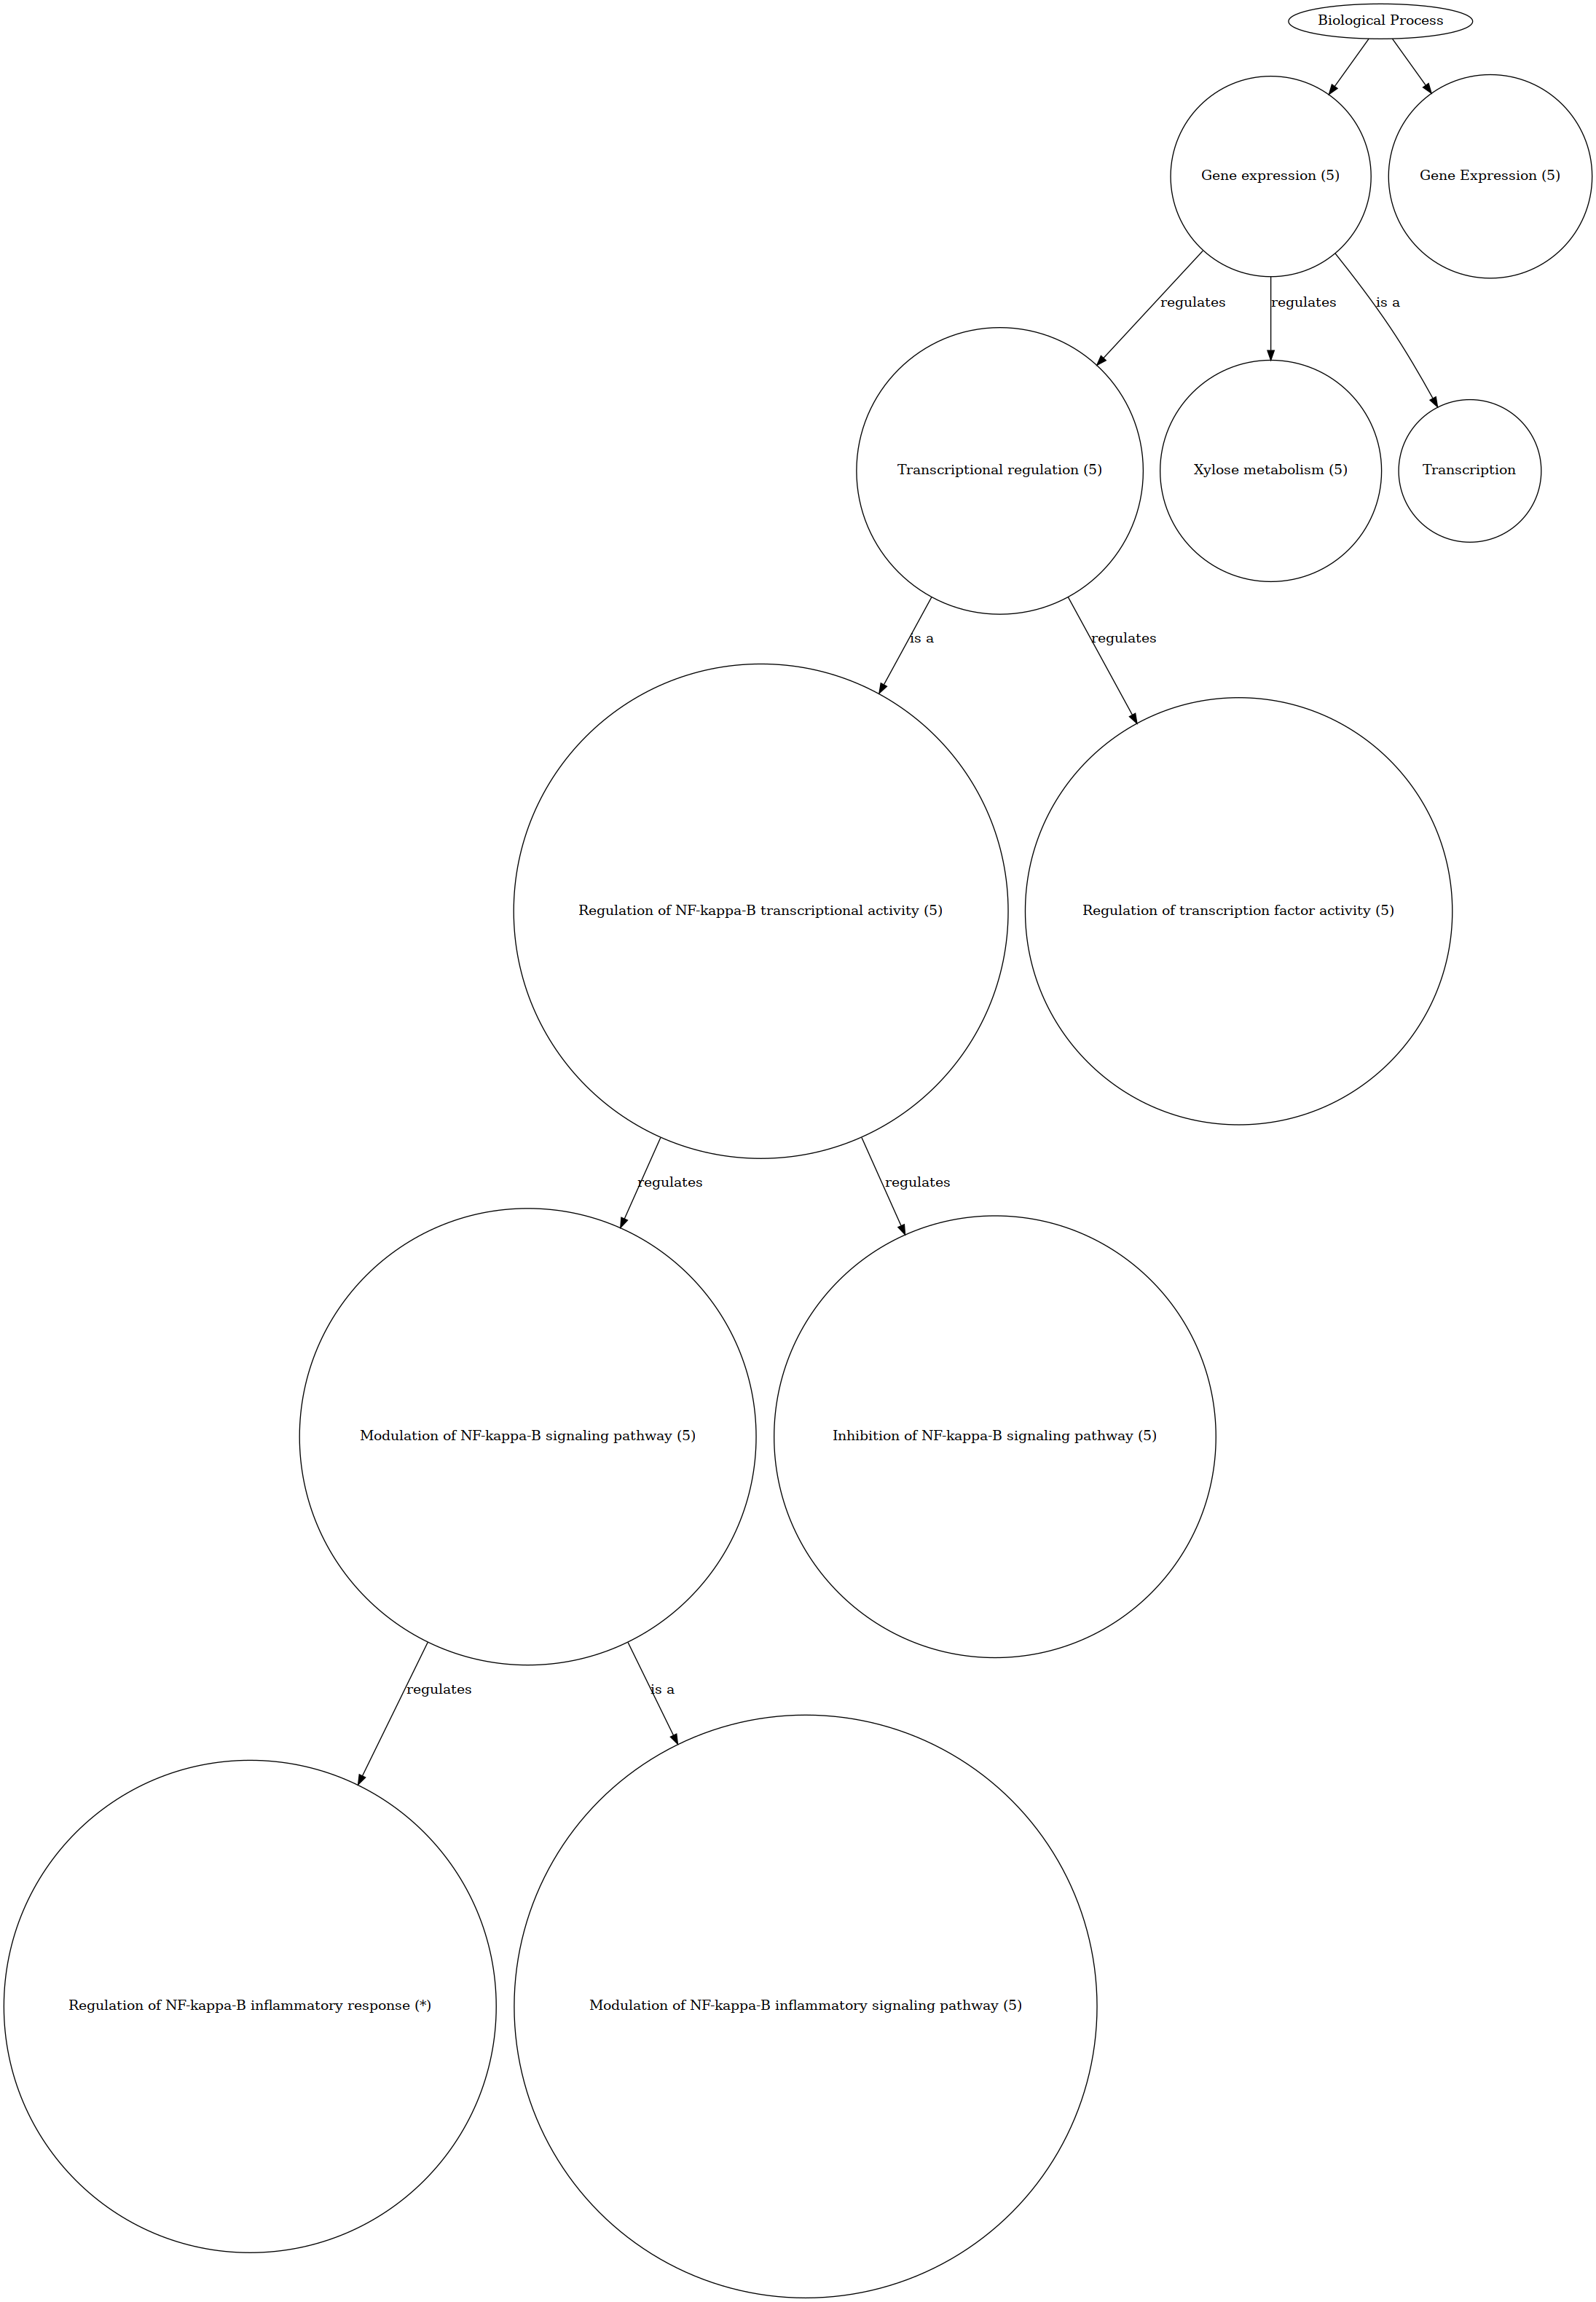 Biological Process
Gene expression (5)
Gene Expression (5)
regulates
regulates
is a
Transcriptional regulation (5)
Xylose metabolism (5)
Transcription
is a
regulates
Regulation of NF-kappa-B transcriptional activity (5)
Regulation of transcription factor activity (5)
regulates
regulates
Modulation of NF-kappa-B signaling pathway (5)
Inhibition of NF-kappa-B signaling pathway (5)
regulates
is a
Regulation of NF-kappa-B inflammatory response (*)
Modulation of NF-kappa-B inflammatory signaling pathway (5)